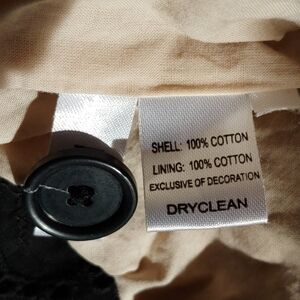 SHELL: 100% COTTON
LINING: 100% COTTON
EXCLUSIVE OF DECORATION
DRYCLEAN